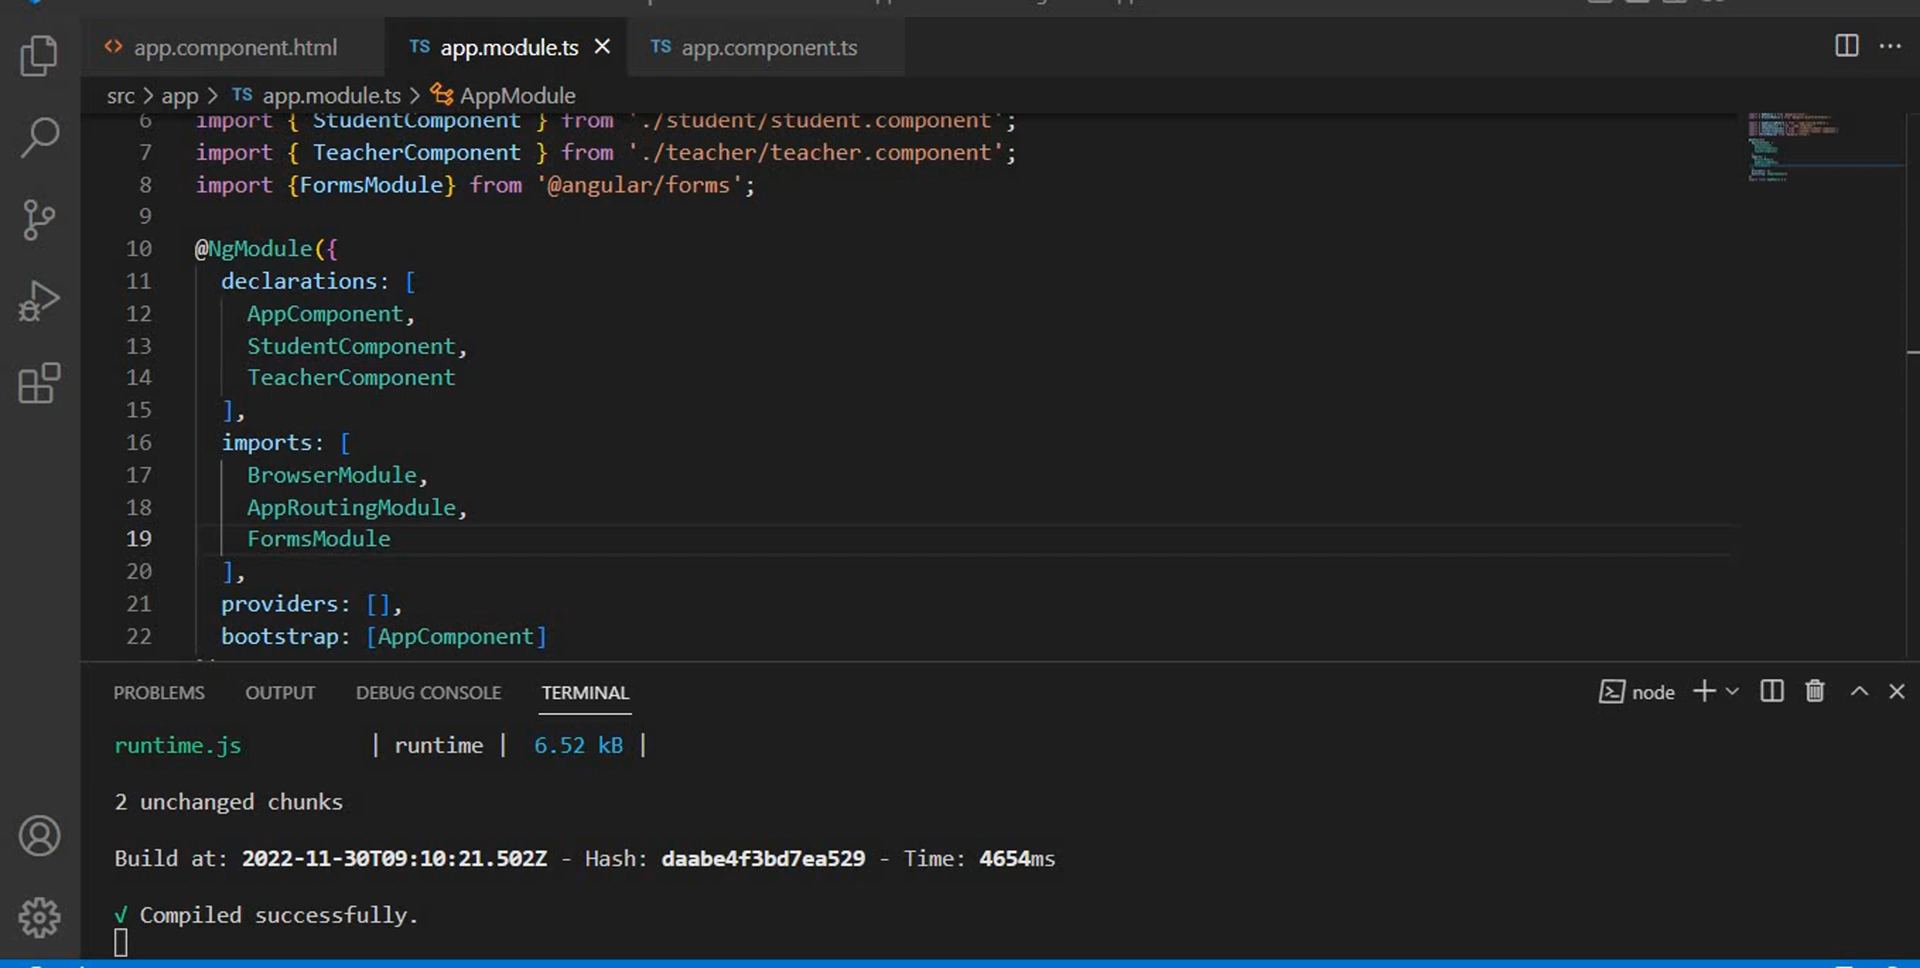 <> app.component.html TS app.module.ts × TS app.component.ts ...
src > app > TS app.module.ts > AppModule
6 import { StudentComponent } from './student/student.component';
7 import { TeacherComponent } from './teacher/teacher.component';
8 import {FormsModule} from '@angular/forms';
9
10 @NgModule({
11 declarations: [
12 AppComponent,
13 StudentComponent,
14 TeacherComponent
15 ],
16 imports: [
17 BrowserModule,
18 AppRoutingModule,
19 FormsModule
20 ],
21 providers: [],
22 bootstrap: [AppComponent]
PROBLEMS OUTPUT DEBUG CONSOLE TERMINAL node
runtime.js | runtime | 6.52 kB |
2 unchanged chunks
Build at: 2022-11-30T09:10:21.502Z - Hash: daabe4f3bd7ea529 - Time: 4654ms
√ Compiled successfully.